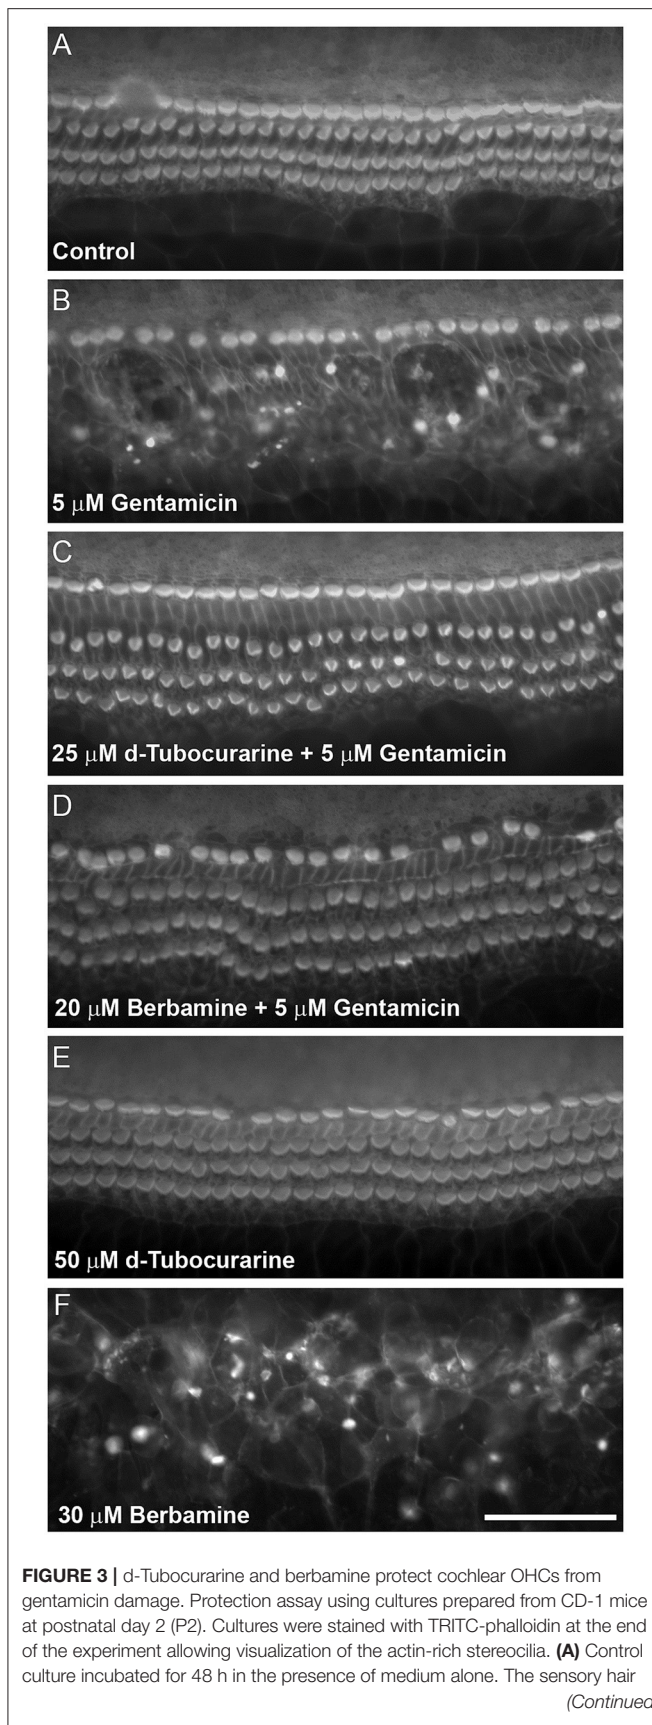 A
Control
B
5 μM Gentamicin
C
25 μM d-Tubocurarine + 5 μM Gentamicin
D
20 μM Berbamine + 5 μM Gentamicin
E
50 μM d-Tubocurarine
F
30 μM Berbamine
FIGURE 3 | d-Tubocurarine and berbamine protect cochlear OHCs from
gentamicin damage. Protection assay using cultures prepared from CD-1 mice
at postnatal day 2 (P2). Cultures were stained with TRITC-phalloidin at the end
of the experiment allowing visualization of the actin-rich stereocilia. (A) Control
culture incubated for 48 h in the presence of medium alone. The sensory hair
(Continued